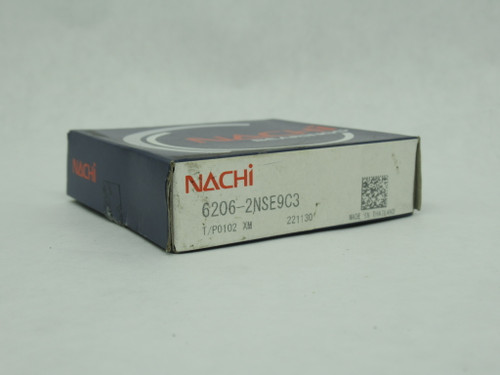 NACHI
NACHi
6206-2NSE9C3
T/P0102 XM 221130
MADE IN THAILAND